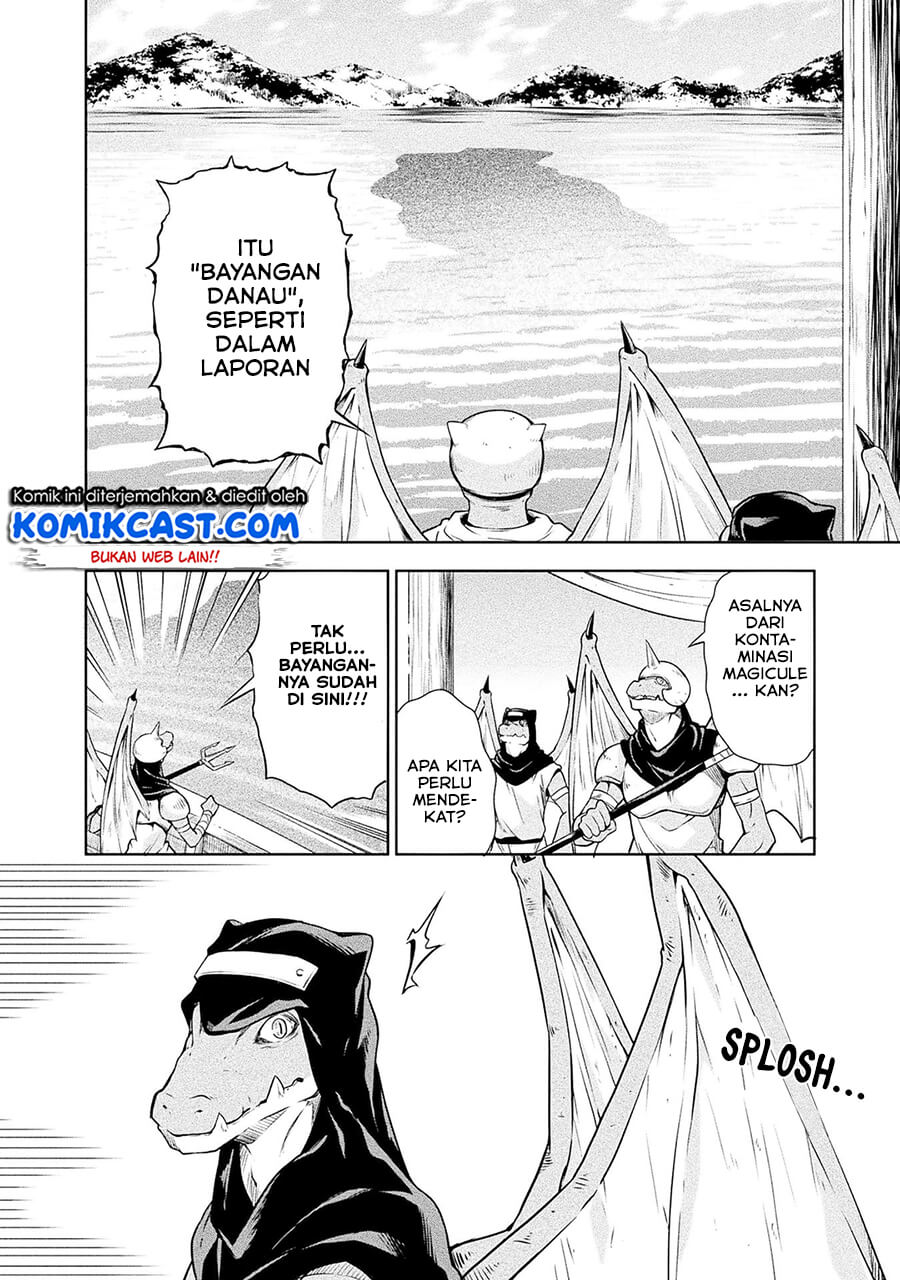 ITU
"BAYANGAN
DANAU",
SEPERTI
DALAM
LAPORAN
Komik ini diterjemahkan & diedit oleh
KOMIKCAST.COM
BUKAN WEB LAIN!!
ASALNYA
DARI
KONTA-
MINASI
MAGICULE
... KAN?
APA KITA
PERLU
MENDE-
KAT?
TAK
PERLU...
BAYANGAN-
NYA SUDAH
DI SINI!!!
SPLOSH...